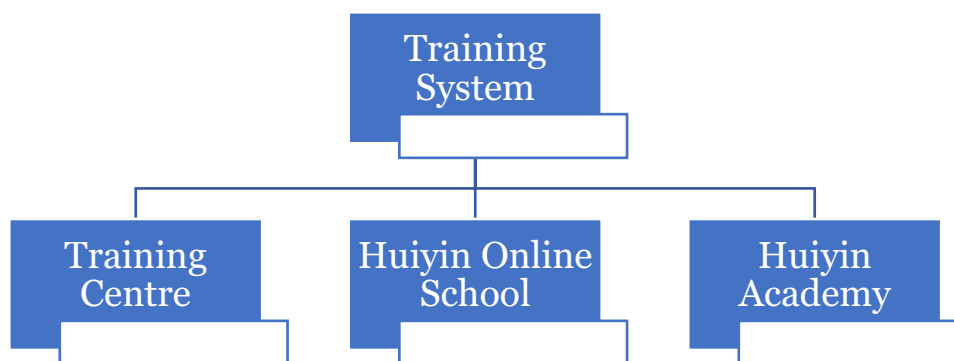 Training
System
Training
Centre
Huiyin Online
School
Huiyin
Academy